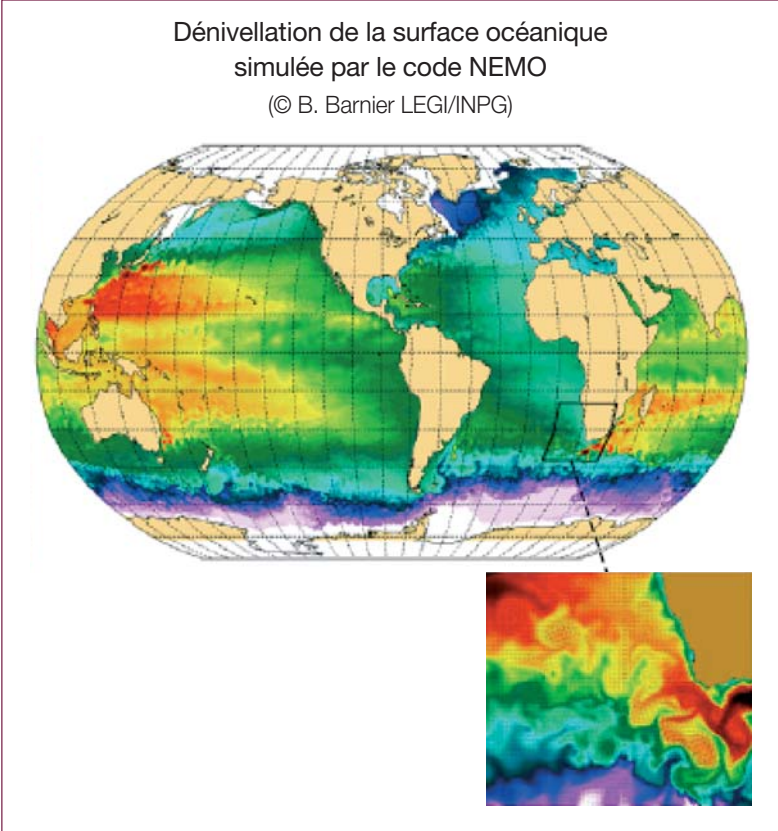 Dénivellation de la surface océanique
simulée par le code NEMO
(© B. Barnier LEGI/INPG)